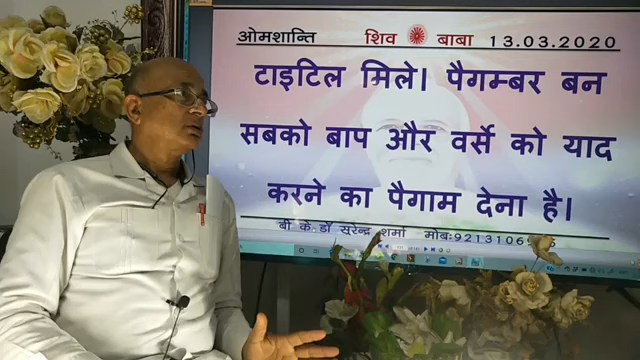 ओमशान्ति शिव बाबा 13.03.2020
टाइटिल मिले। पैगम्बर बन
सबको बाप और वर्से को याद
करने का पैगाम देना है।
बी के डॉ सुरेन्द्र शर्मा मोबः